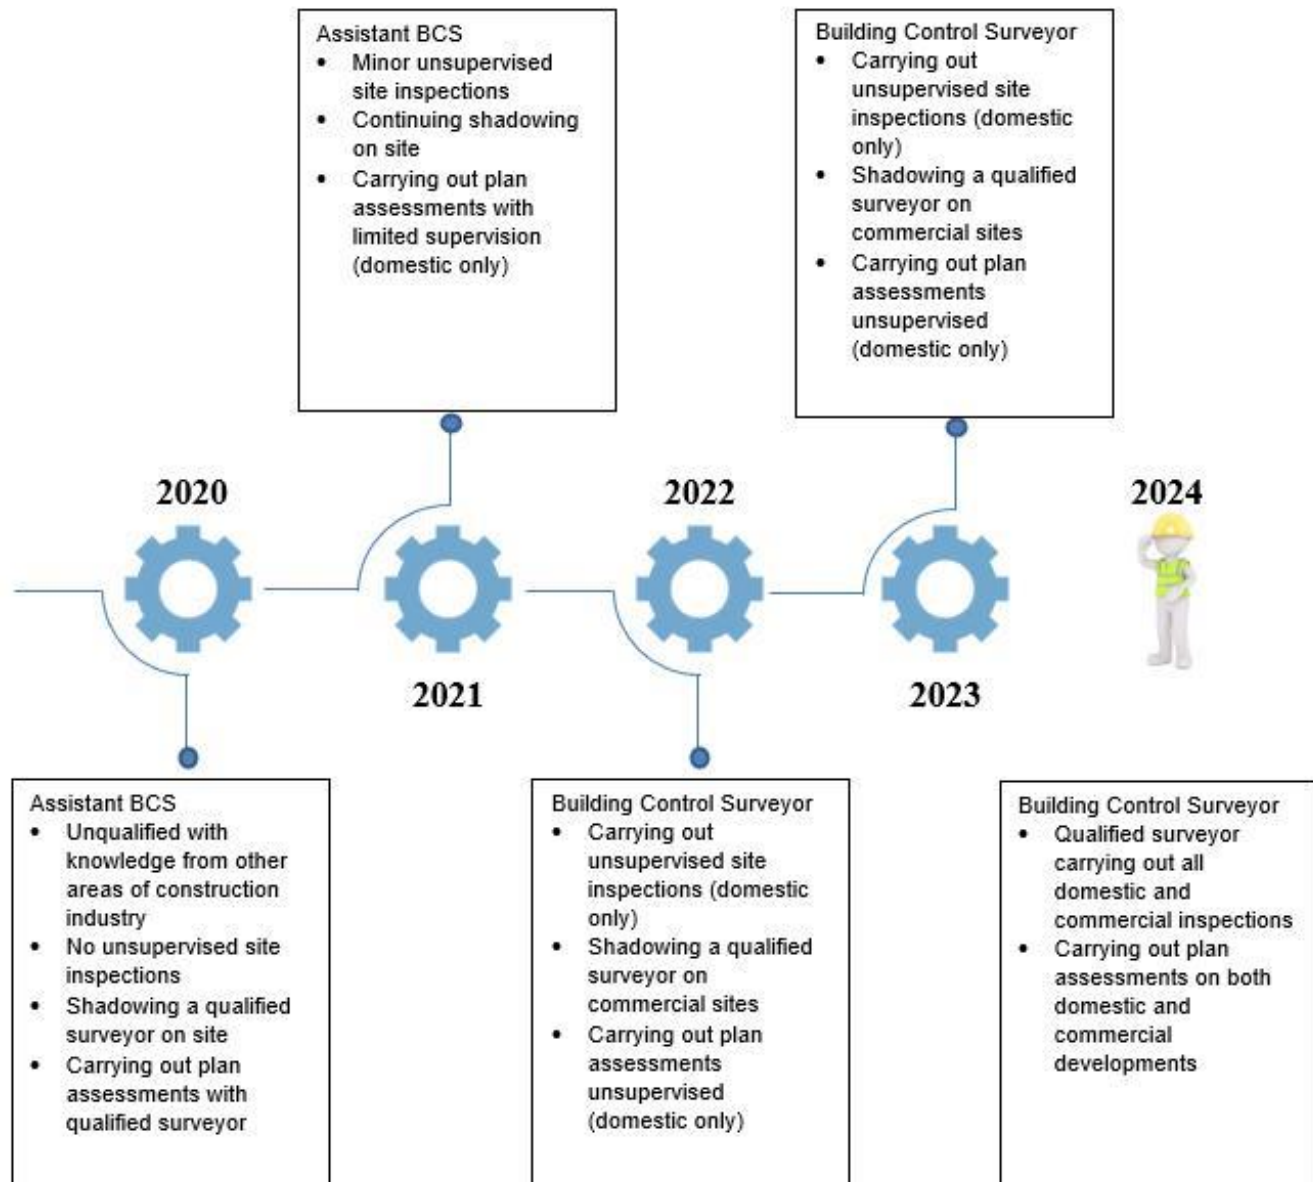 Assistant BCS
• Minor unsupervised
site inspections
• Continuing shadowing
on site
• Carrying out plan
assessments with
limited supervision
(domestic only)
Building Control Surveyor
• Carrying out
unsupervised site
inspections (domestic
only)
• Shadowing a qualified
surveyor on
commercial sites
• Carrying out plan
assessments
unsupervised
(domestic only)
2020
2022
2024
2021
2023
Assistant BCS
• Unqualified with
knowledge from other
areas of construction
industry
• No unsupervised site
inspections
• Shadowing a qualified
surveyor on site
• Carrying out plan
assessments with
qualified surveyor
Building Control Surveyor
• Carrying out
unsupervised site
inspections (domestic
only)
• Shadowing a qualified
surveyor on
commercial sites
• Carrying out plan
assessments
unsupervised
(domestic only)
Building Control Surveyor
• Qualified surveyor
carrying out all
domestic and
commercial inspections
• Carrying out plan
assessments on both
domestic and
commercial
developments